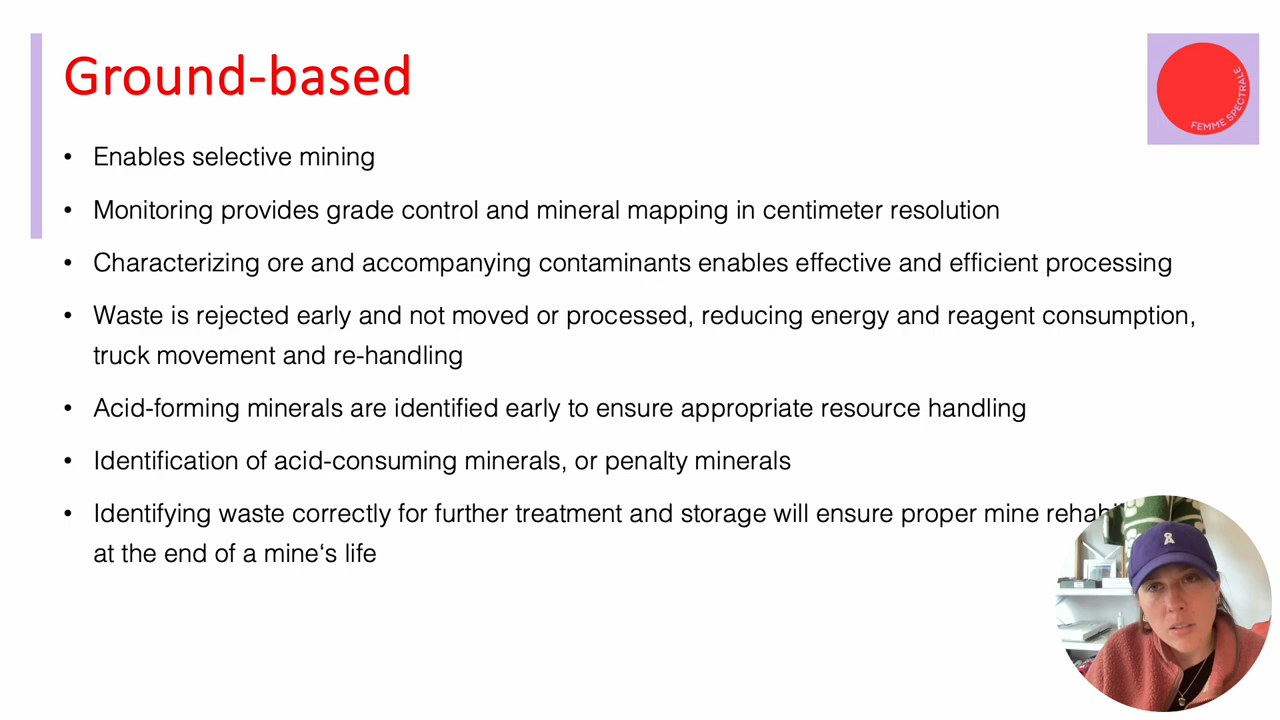 Ground-based
FEMME SPECTRALE
• Enables selective mining
• Monitoring provides grade control and mineral mapping in centimeter resolution
• Characterizing ore and accompanying contaminants enables effective and efficient processing
• Waste is rejected early and not moved or processed, reducing energy and reagent consumption,
truck movement and re-handling
• Acid-forming minerals are identified early to ensure appropriate resource handling
• Identification of acid-consuming minerals, or penalty minerals
• Identifying waste correctly for further treatment and storage will ensure proper mine
at the end of a mine‘s life